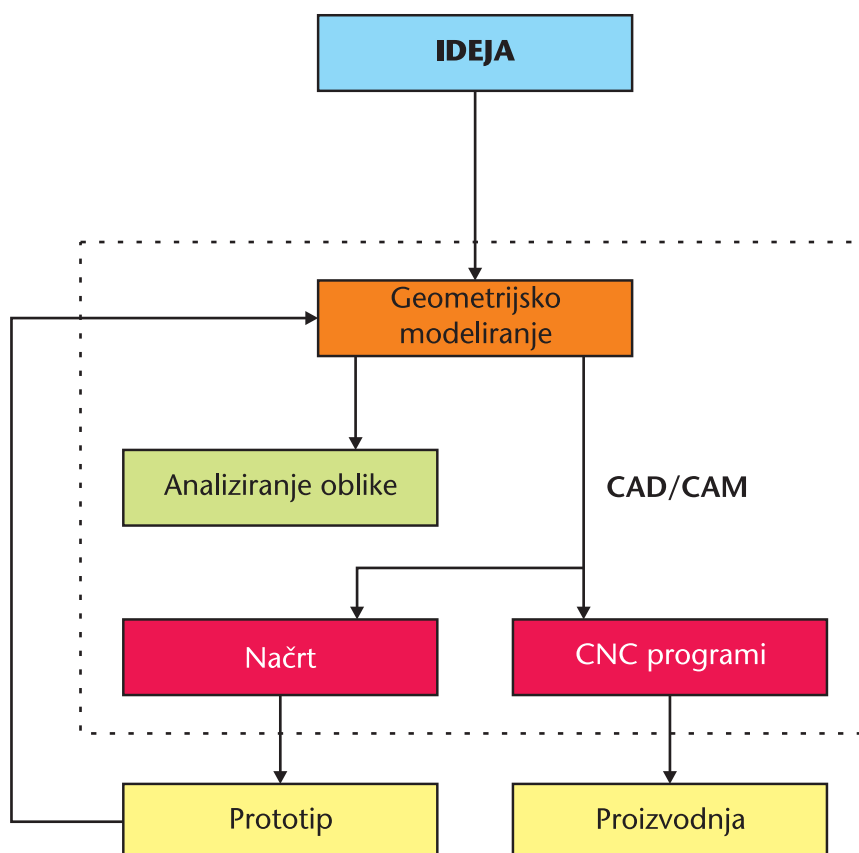 IDEJA
Geometrijsko
modeliranje
Analiziranje oblike
CAD/CAM
Načrt
CNC programi
Prototip
Proizvodnja